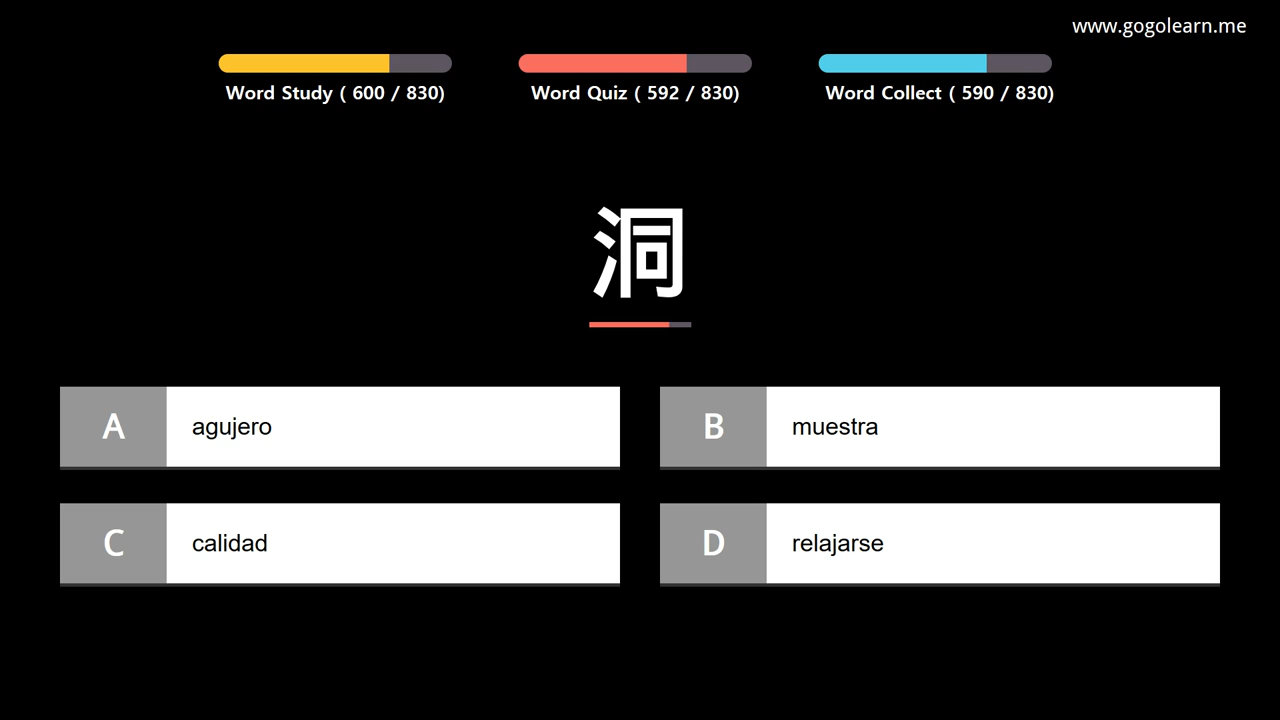 www.gogolearn.me
Word Study ( 600 / 830)
Word Quiz ( 592 / 830)
Word Collect ( 590 / 830)
洞
A agujero
B muestra
C calidad
D relajarse